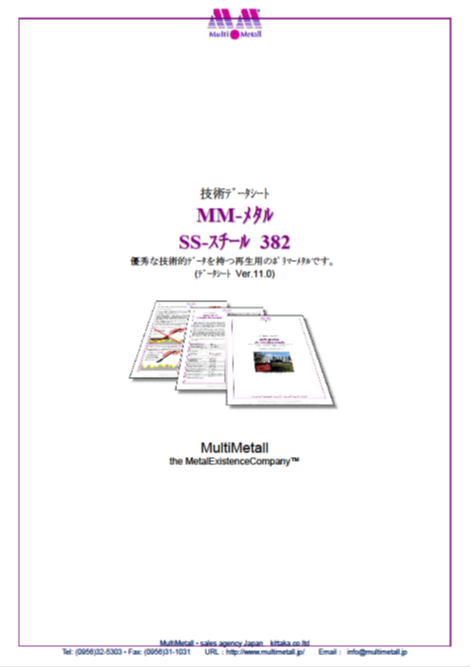 Multi Metall
技術ﾃﾞｰﾀｼｰﾄ
MM-ﾒﾀﾙ
SS-ｽﾁｰﾙ 382
優秀な技術的ﾃﾞｰﾀを持つ再生用のﾎﾟﾘﾏｰﾒﾀﾙです。
(ﾃﾞｰﾀｼｰﾄ Ver.11.0)
MultiMetall
the MetalExistenceCompany™
MultiMetall・sales agency Japan kittaka.co.ltd
Tel: (0956)32-5303・Fax: (0956)31-1031 URL：http://www.multimetall.jp/ Email： info@multimetall.jp